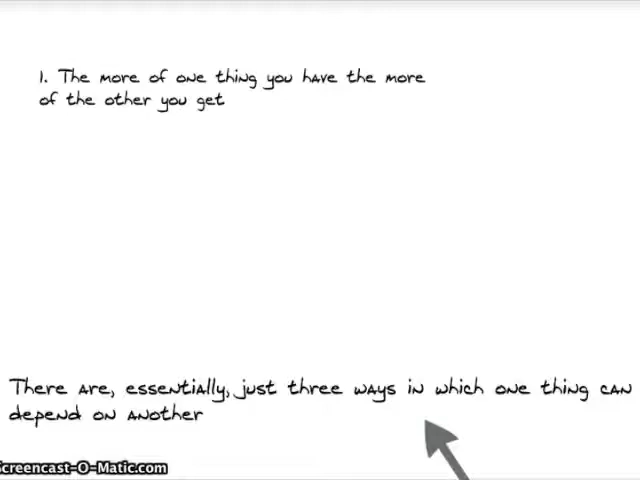 1. The more of one thing you have the more
of the other you get
There are, essentially, just three ways in which one thing can
depend on another
Screencast-O-Matic.com